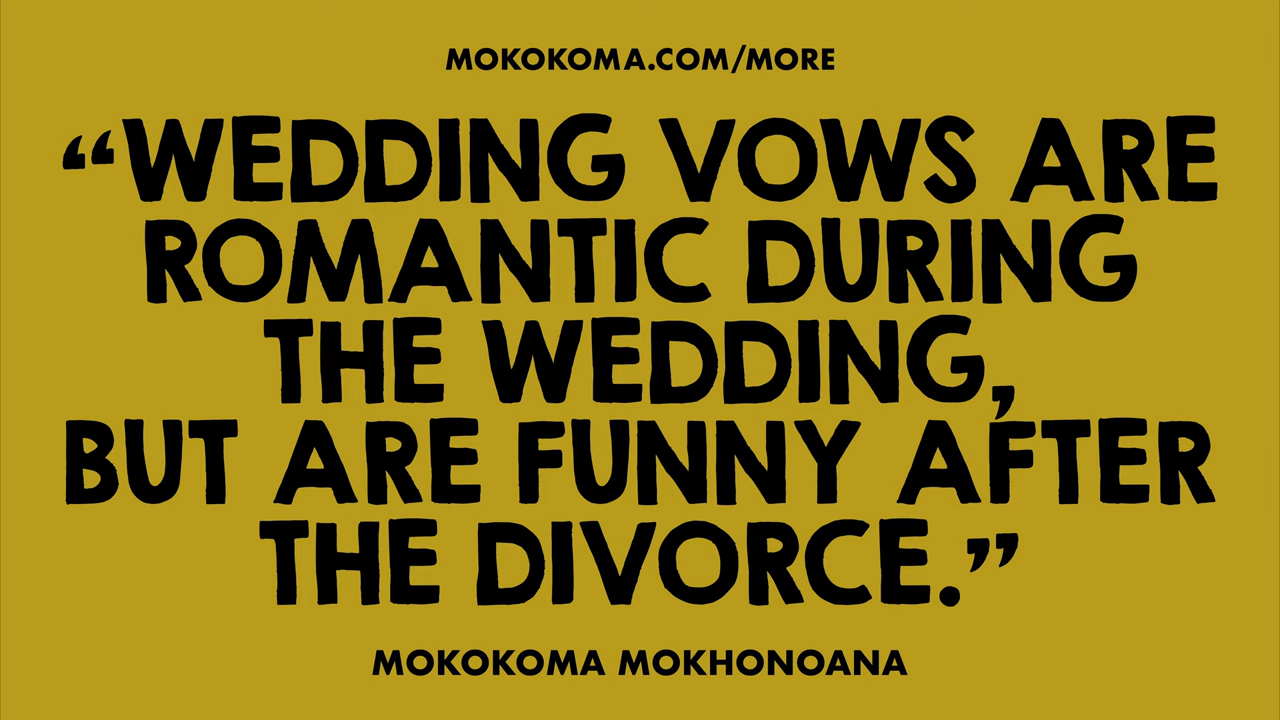 MOKOKOMA.COM/MORE
“WEDDING VOWS ARE
ROMANTIC DURING
THE WEDDING,
BUT ARE FUNNY AFTER
THE DIVORCE.”
MOKOKOMA MOKHONOANA